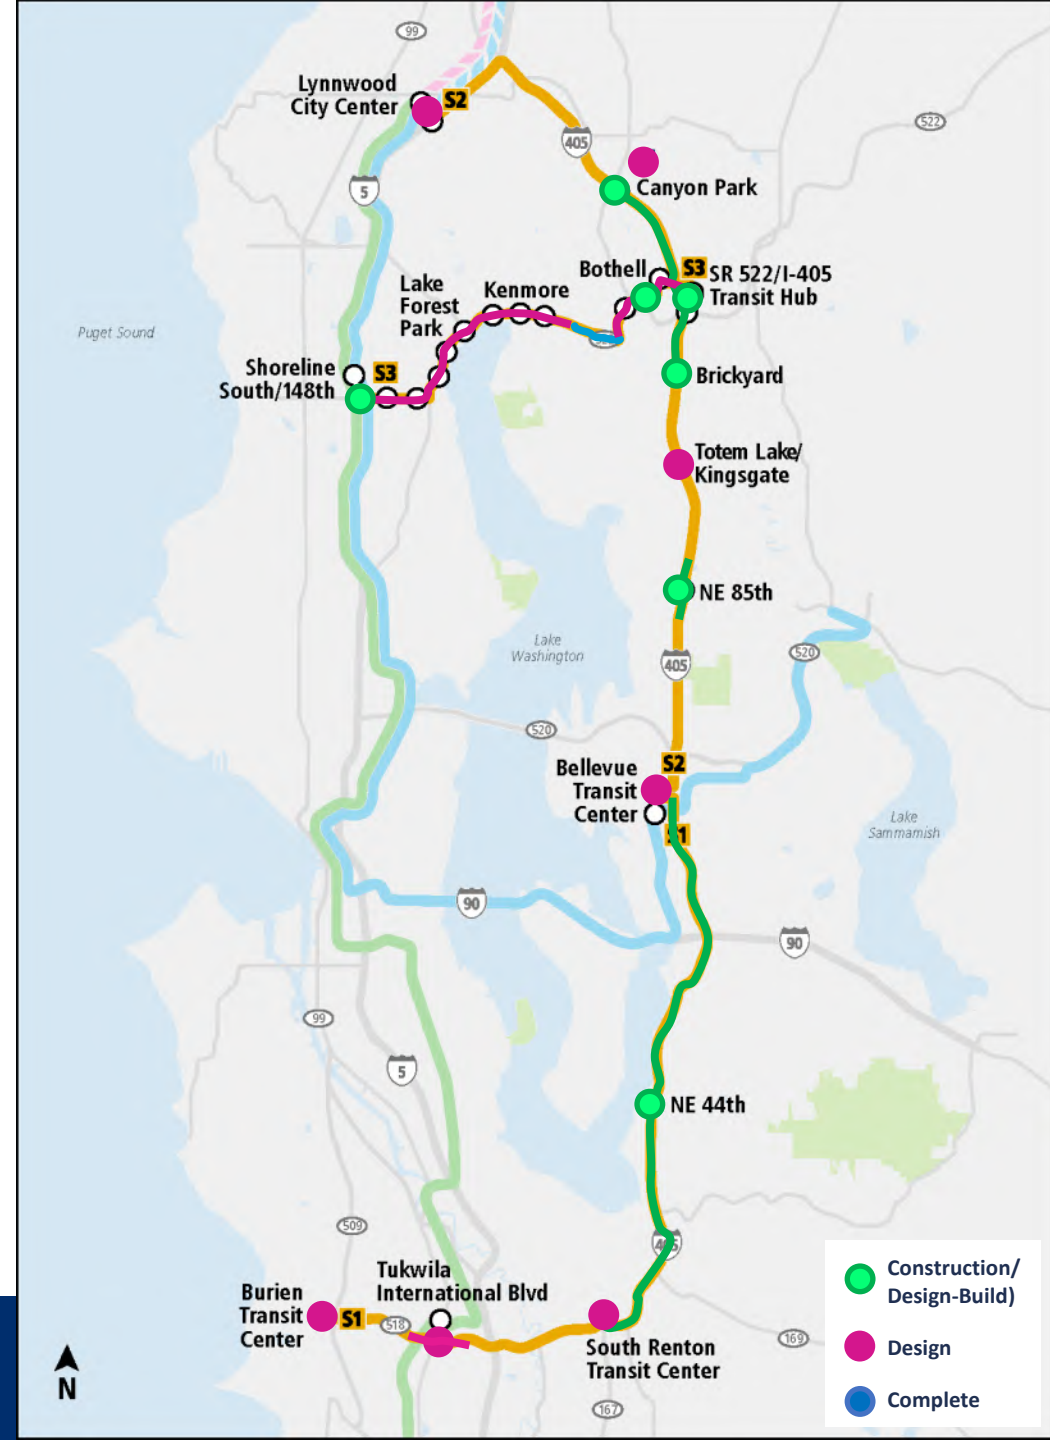 99
Lynnwood
City Center
S2
405
522
5
Canyon Park
Bothell
S3
SR 522/I-405
Transit Hub
Lake
Forest
Park
Kenmore
Puget Sound
Shoreline
South/148th
S3
Brickyard
Totem Lake/
Kingsgate
NE 85th
Lake
Washington
405
520
520
S2
Bellevue
Transit
Center
S1
Lake
Sammamish
90
90
99
5
NE 44th
509
405
Tukwila
International Blvd
Burien
Transit
Center
S1
518
South Renton
Transit Center
169
167
N
Construction/
Design-Build)
Design
Complete